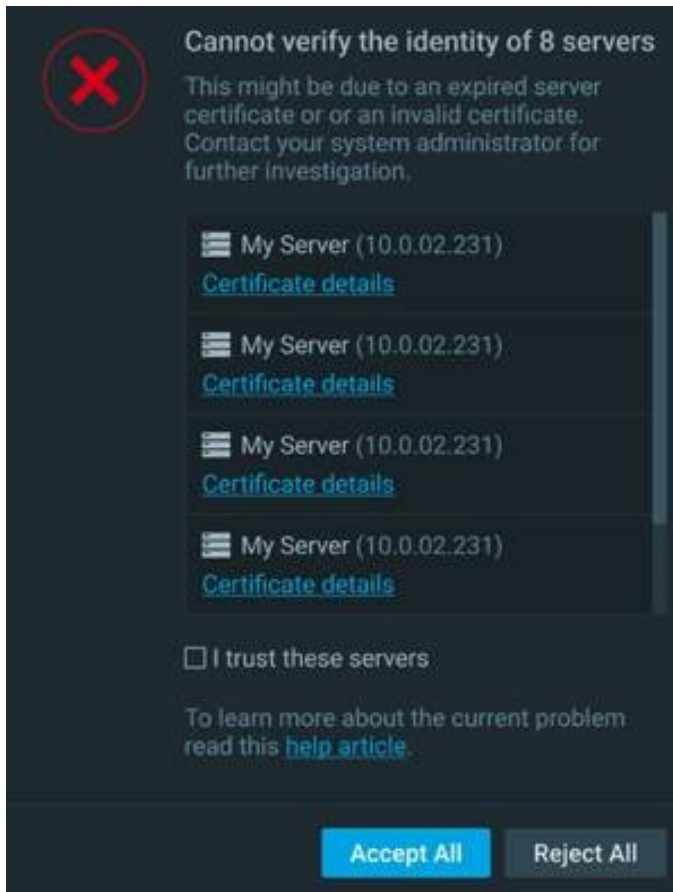 Cannot verify the identity of 8 servers
This might be due to an expired server
certificate or or an invalid certificate.
Contact your system administrator for
further investigation.
My Server (10.0.02.231)
Certificate details
My Server (10.0.02.231)
Certificate details
My Server (10.0.02.231)
Certificate details
My Server (10.0.02.231)
Certificate details
I trust these servers
To learn more about the current problem
read this help article.
Accept All
Reject All